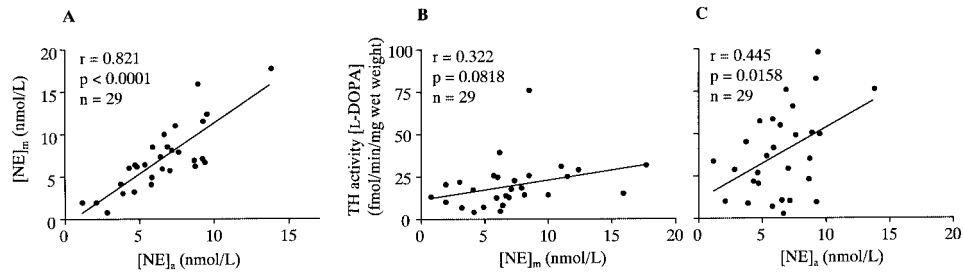 A
B
C
r = 0.821
p < 0.0001
n = 29
[NE]m (nmol/L)
20
15
10
5
0
0
5
10
15
[NE]a (nmol/L)
r = 0.322
p = 0.0818
n = 29
TH activity [L-DOPA]
(fmol/min/mg wet weight)
100
75
50
25
0
0
5
10
15
20
[NE]m (nmol/L)
r = 0.445
p = 0.0158
n = 29
0
5
10
15
20
[NE]a (nmol/L)